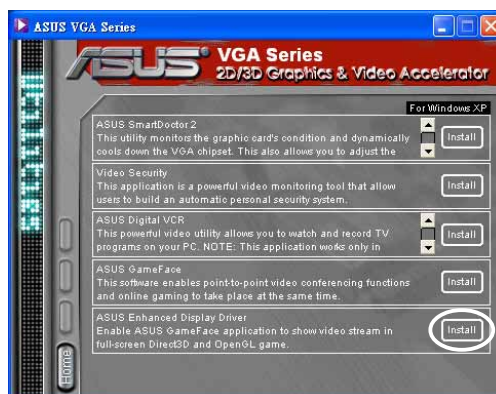 ASUS VGA Series
ASUS VGA Series
2D/3D Graphics & Video Accelerator
For Windows XP
ASUS SmartDoctor 2
This utility monitors the graphic card's condition and dynamically
cools down the VGA chipset. This also allows you to adjust the
Install
Video Security
This application is a powerful video monitoring tool that allow
users to build an automatic personal security system.
Install
ASUS Digital VCR
This powerful video utility allows you to watch and record TV
programs on your PC. NOTE: This application works only in
Install
ASUS GameFace
This software enables point-to-point video conferencing functions
and online gaming to take place at the same time.
Install
ASUS Enhanced Display Driver
Enable ASUS GameFace application to show video stream in
full-screen Direct3D and OpenGL game.
Install
Home